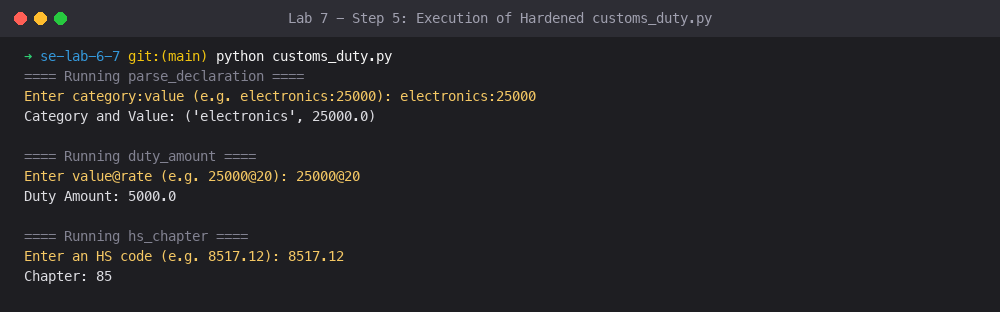 Lab 7 - Step 5: Execution of Hardened customs_duty.py
→ se-lab-6-7 git:(main) python customs_duty.py
==== Running parse_declaration ====
Enter category:value (e.g. electronics:25000): electronics:25000
Category and Value: ('electronics', 25000.0)
==== Running duty_amount ====
Enter value@rate (e.g. 25000@20): 25000@20
Duty Amount: 5000.0
==== Running hs_chapter ====
Enter an HS code (e.g. 8517.12): 8517.12
Chapter: 85